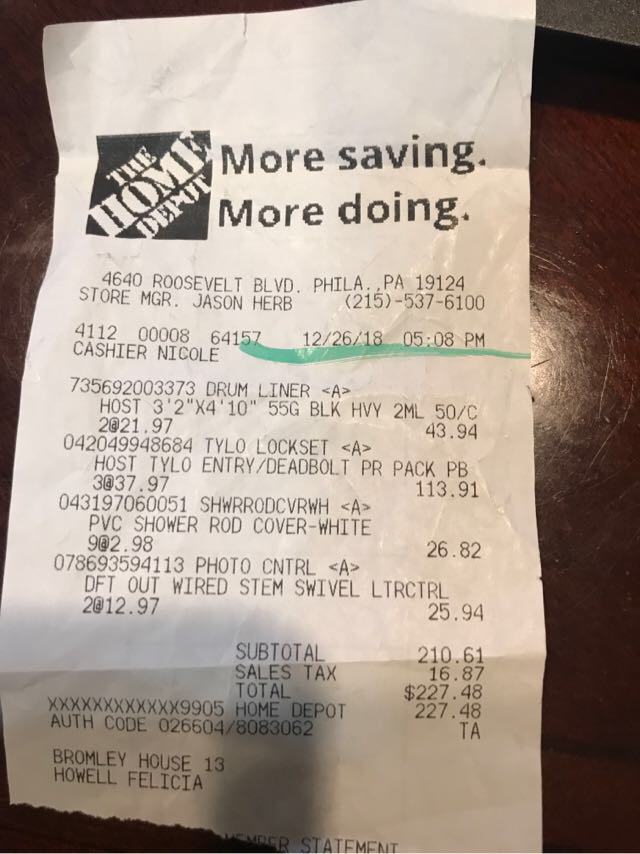 THE
HOME
DEPOT
More saving.
More doing.
4640 ROOSEVELT BLVD. PHILA.,PA 19124
STORE MGR. JASON HERB (215)-537-6100
4112 00008 64157 12/26/18 05:08 PM
CASHIER NICOLE
735692003373 DRUM LINER <A>
HOST 3'2"X4'10" 55G BLK HVY 2ML 50/C
2@21.97 43.94
042049948684 TYLO LOCKSET <A>
HOST TYLO ENTRY/DEADBOLT PR PACK PB
3@37.97 113.91
043197060051 SHWRRODCVRWH <A>
PVC SHOWER ROD COVER-WHITE
9@2.98 26.82
078693594113 PHOTO CNTRL <A>
DFT OUT WIRED STEM SWIVEL LTRCTRL
2@12.97 25.94
SUBTOTAL 210.61
SALES TAX 16.87
TOTAL $227.48
XXXXXXXXXXXX9905 HOME DEPOT 227.48
AUTH CODE 026604/8083062 TA
BROMLEY HOUSE 13
HOWELL FELICIA
MEMBER STATEMENT